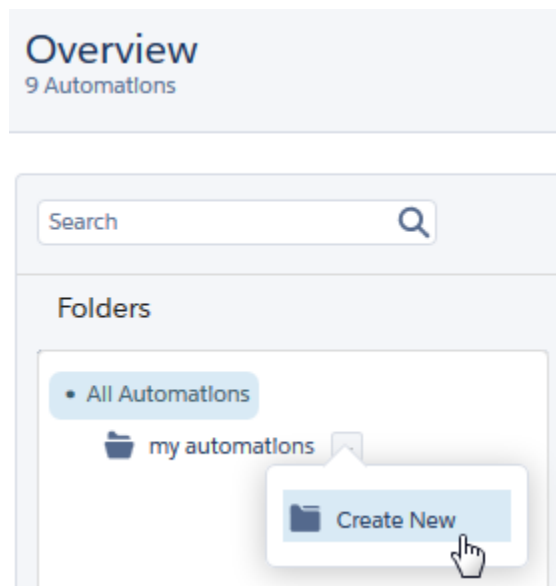 Overview
9 Automations
Search
Folders
• All Automations
my automations
Create New